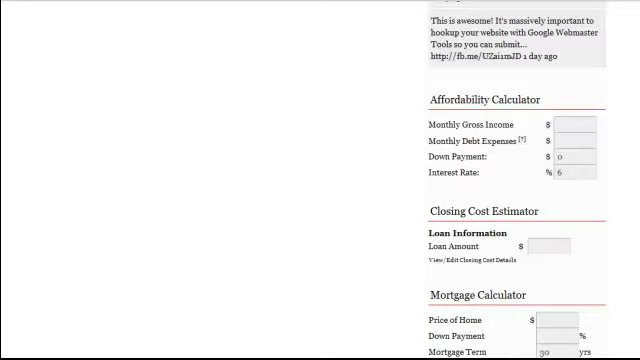 This is awesome! It's massively important to
hookup your website with Google Webmaster
Tools so you can submit...
http://fb.me/UZai1mJD 1 day ago
Affordability Calculator
Monthly Gross Income $
Monthly Debt Expenses [?] $
Down Payment: $ 0
Interest Rate: % 6
Closing Cost Estimator
Loan Information
Loan Amount $
View/Edit Closing Cost Details
Mortgage Calculator
Price of Home $
Down Payment %
Mortgage Term 30 yrs